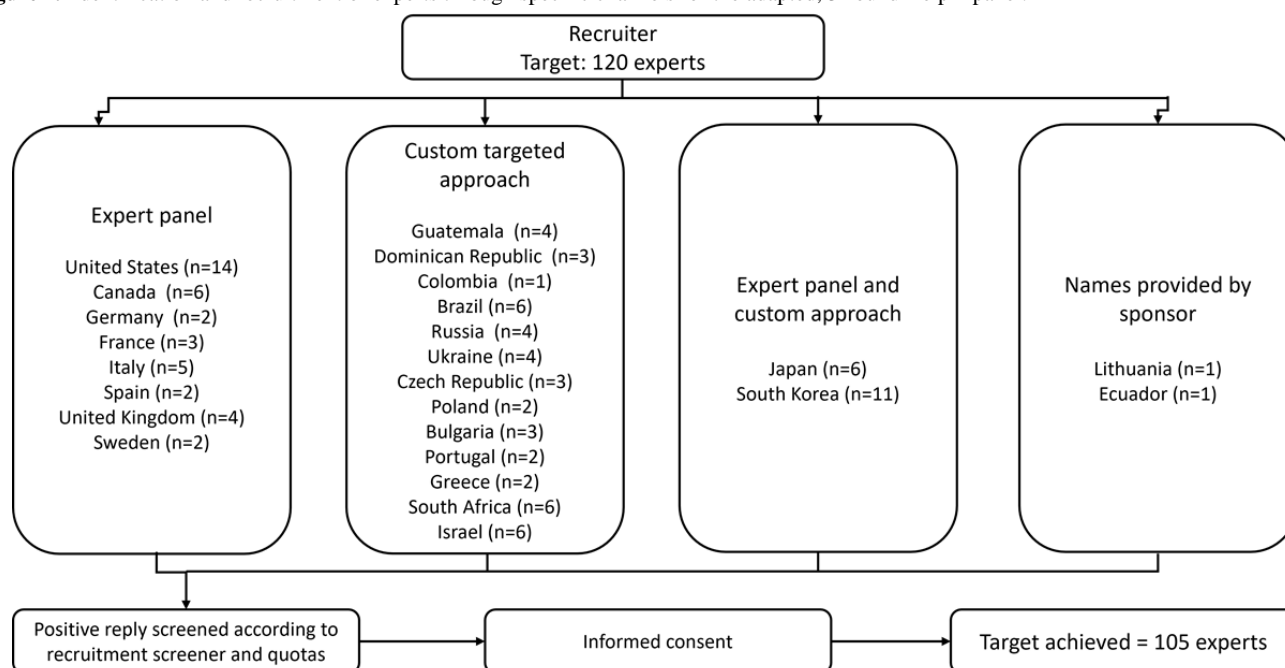 Recruiter
Target: 120 experts
Expert panel
United States (n=14)
Canada (n=6)
Germany (n=2)
France (n=3)
Italy (n=5)
Spain (n=2)
United Kingdom (n=4)
Sweden (n=2)
Custom targeted
approach
Guatemala (n=4)
Dominican Republic (n=3)
Colombia (n=1)
Brazil (n=6)
Russia (n=4)
Ukraine (n=4)
Czech Republic (n=3)
Poland (n=2)
Bulgaria (n=3)
Portugal (n=2)
Greece (n=2)
South Africa (n=6)
Israel (n=6)
Expert panel and
custom approach
Japan (n=6)
South Korea (n=11)
Names provided by
sponsor
Lithuania (n=1)
Ecuador (n=1)
Positive reply screened according to
recruitment screener and quotas
Informed consent
Target achieved = 105 experts